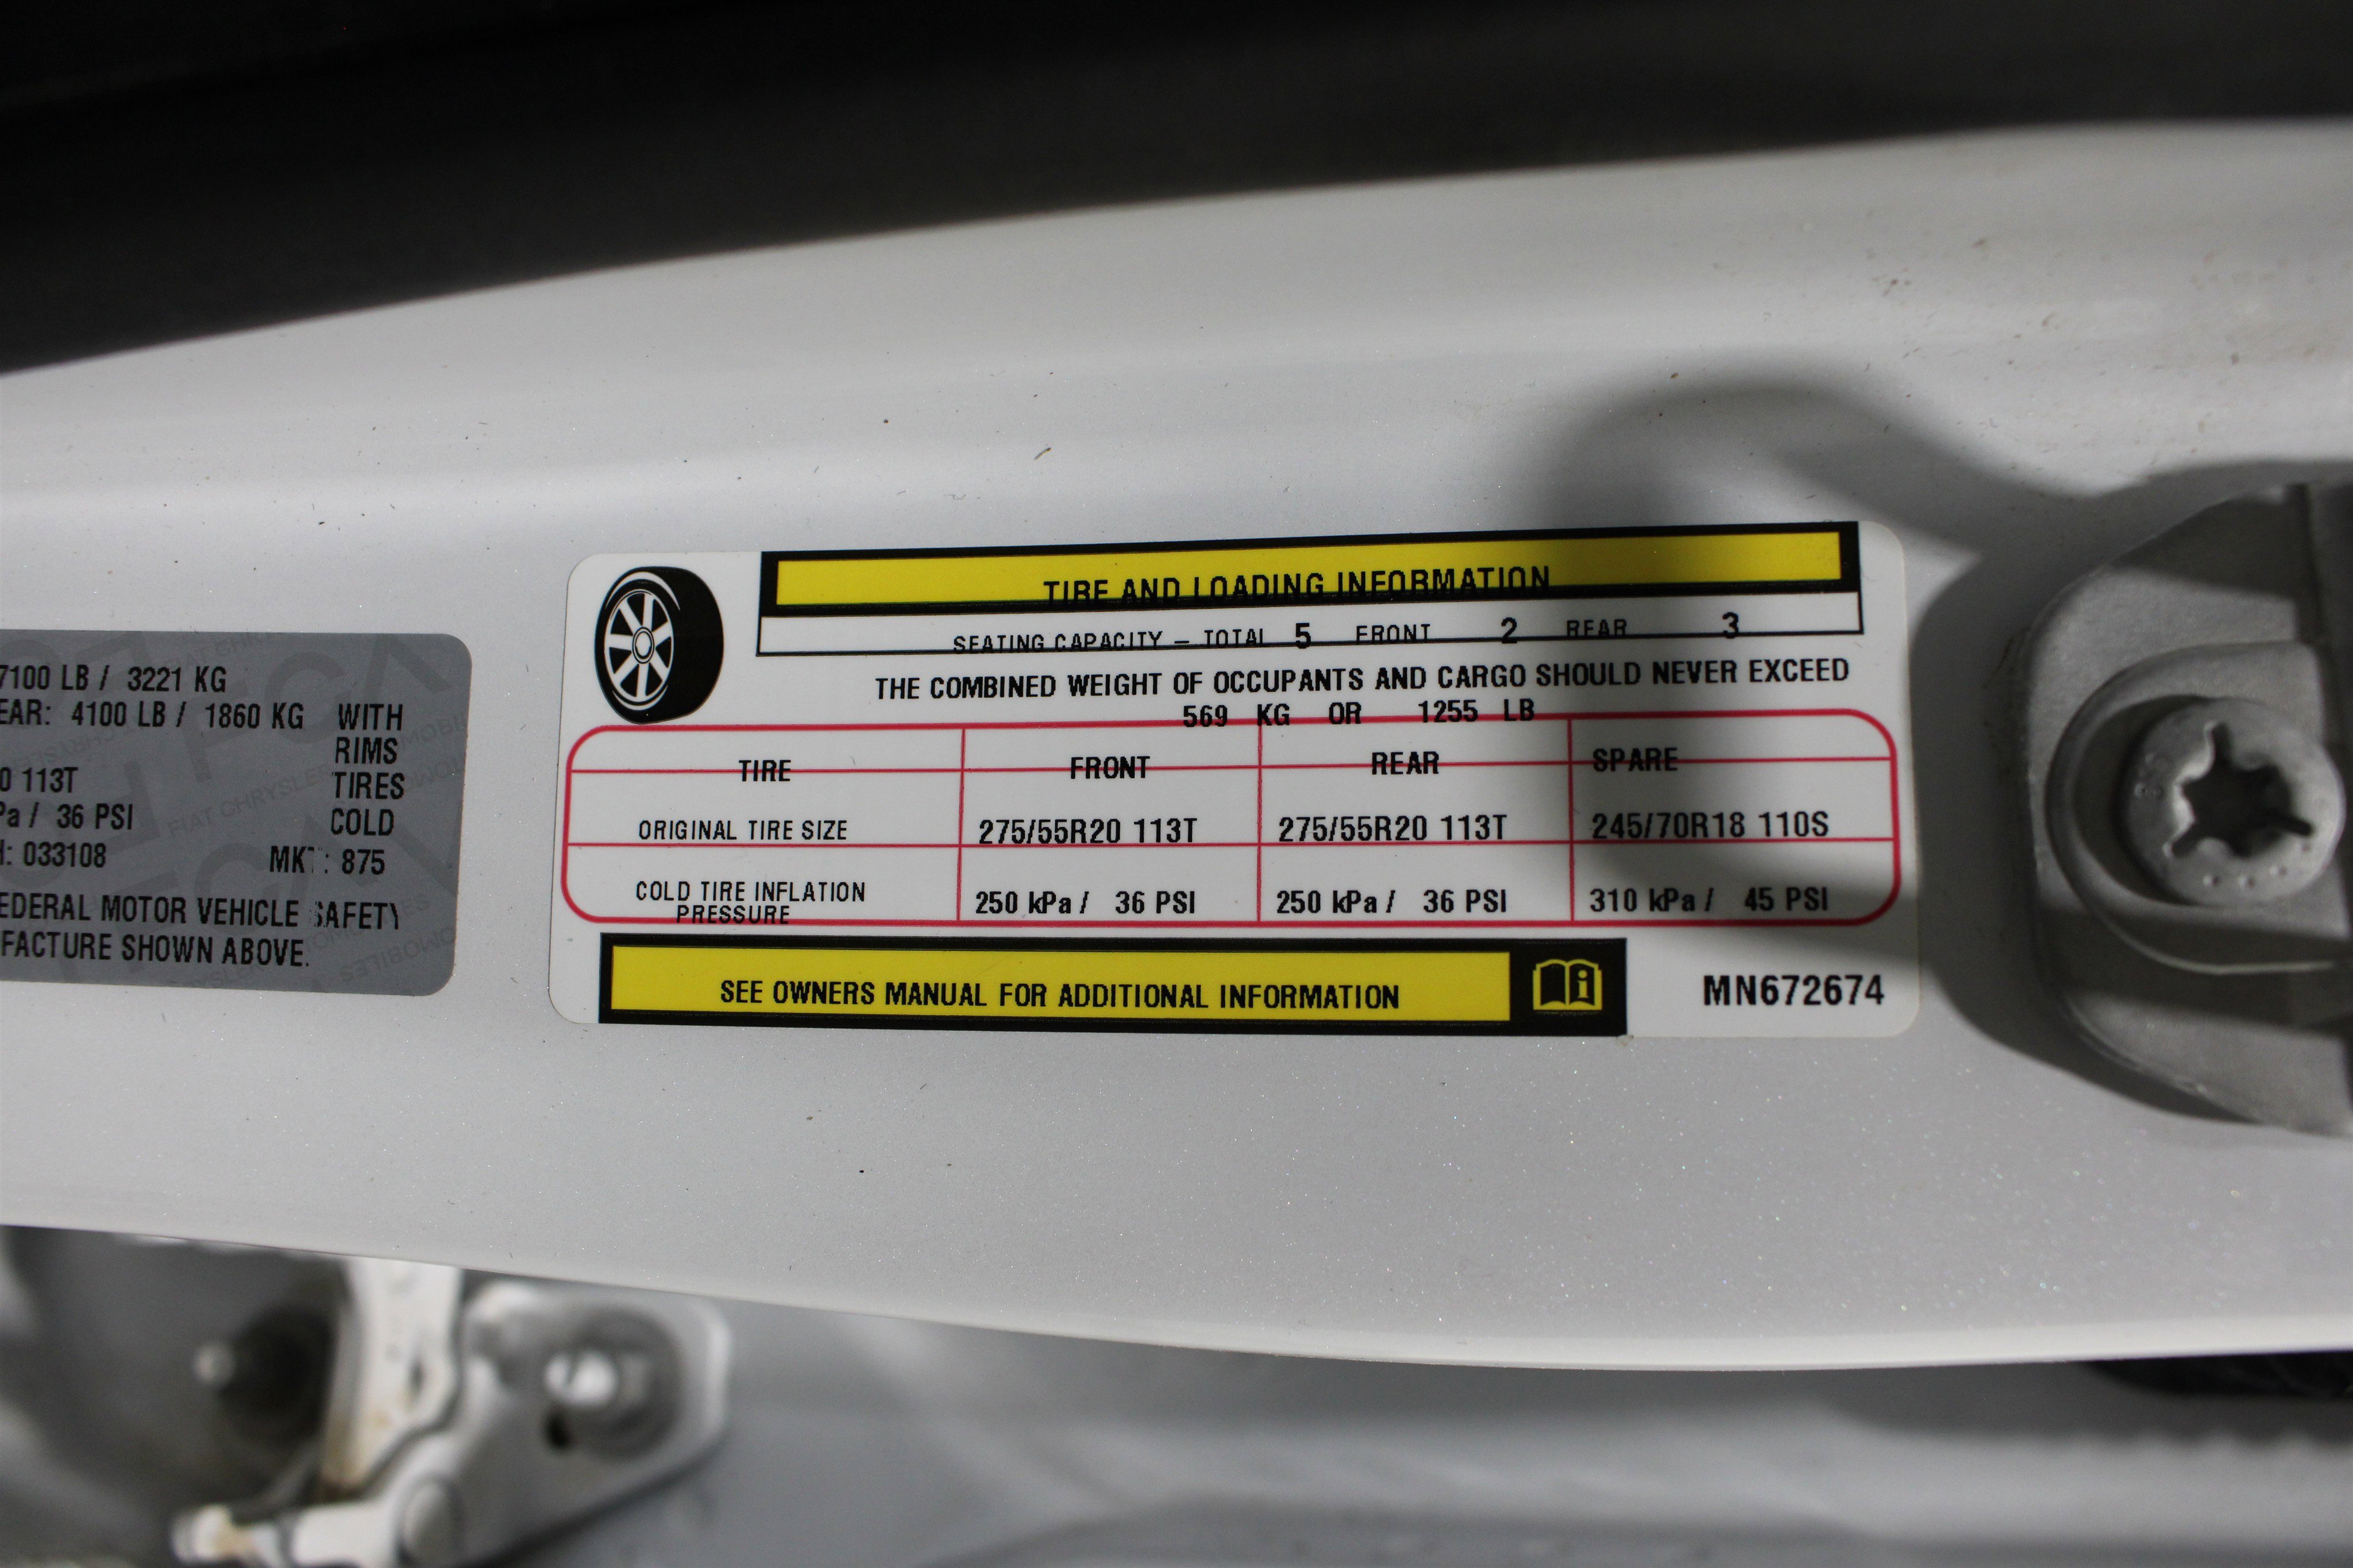 7100 LB / 3221 KG
EAR: 4100 LB / 1860 KG WITH
RIMS
0 113T TIRES
Pa / 36 PSI COLD
: 033108 MKT: 875
EDERAL MOTOR VEHICLE SAFETY
FACTURE SHOWN ABOVE.
TIRE AND LOADING INFORMATION
SEATING CAPACITY – TOTAL 5 FRONT 2 REAR 3
THE COMBINED WEIGHT OF OCCUPANTS AND CARGO SHOULD NEVER EXCEED
569 KG OR 1255 LB
TIRE FRONT REAR SPARE
ORIGINAL TIRE SIZE 275/55R20 113T 275/55R20 113T 245/70R18 110S
COLD TIRE INFLATION
PRESSURE 250 kPa / 36 PSI 250 kPa / 36 PSI 310 kPa / 45 PSI
SEE OWNERS MANUAL FOR ADDITIONAL INFORMATION
MN672674